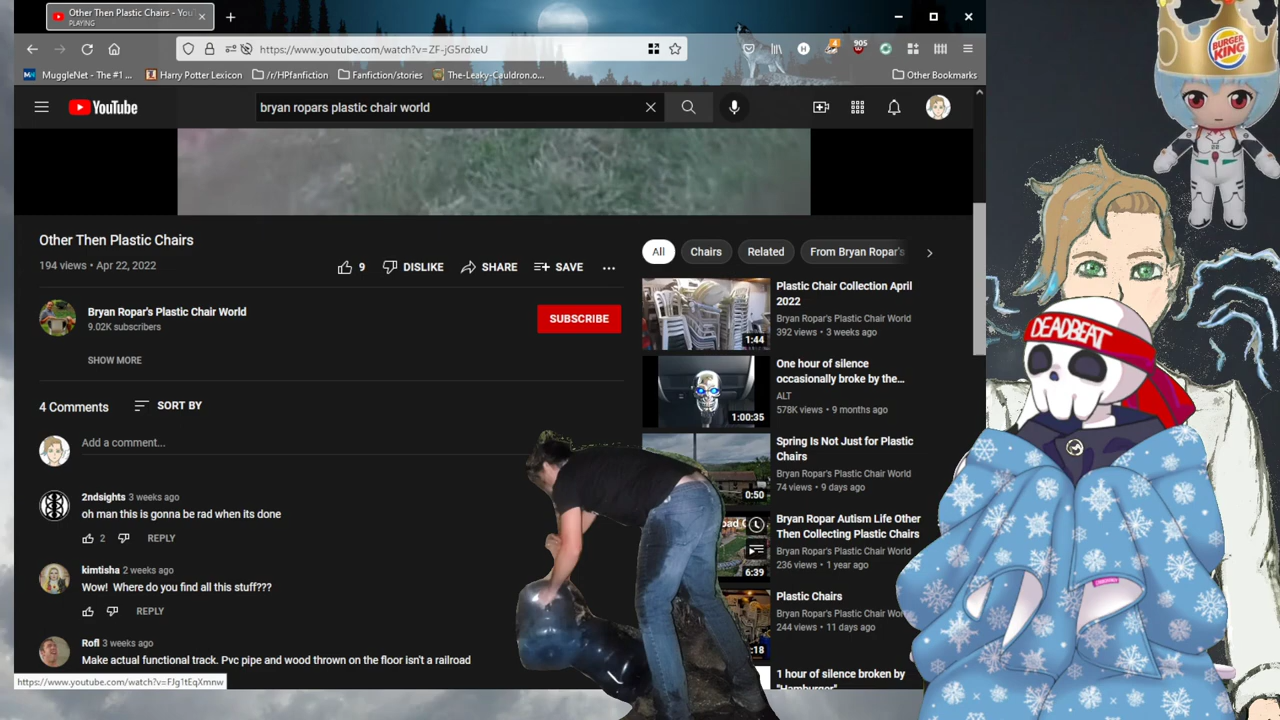 Other Then Plastic Chairs - You
PLAYING
https://www.youtube.com/watch?v=ZF-jG5rdxeU
4
905
MuggleNet - The #1 ...
Harry Potter Lexicon
/r/HPfanfiction
Fanfiction/stories
The-Leaky-Cauldron.o...
Other Bookmarks
YouTube
bryan ropars plastic chair world
Other Then Plastic Chairs
194 views • Apr 22, 2022
9
DISLIKE
SHARE
SAVE
Bryan Ropar's Plastic Chair World
9.02K subscribers
SUBSCRIBE
SHOW MORE
4 Comments
SORT BY
Add a comment...
2ndsights 3 weeks ago
oh man this is gonna be rad when its done
2
REPLY
kimtisha 2 weeks ago
Wow! Where do you find all this stuff???
REPLY
Rofl 3 weeks ago
Make actual functional track. Pvc pipe and wood thrown on the floor isn't a railroad
https://www.youtube.com/watch?v=FJg1tEqXmnw
All
Chairs
Related
From Bryan Ropar's
Plastic Chair Collection April
2022
Bryan Ropar's Plastic Chair World
392 views • 3 weeks ago
1:44
One hour of silence
occasionally broke by the...
ALT
578K views • 9 months ago
1:00:35
Spring Is Not Just for Plastic
Chairs
Bryan Ropar's Plastic Chair World
74 views • 9 days ago
0:50
Bryan Ropar Autism Life Other
Then Collecting Plastic Chairs
Bryan Ropar's Plastic Chair World
236 views • 1 year ago
6:39
Plastic Chairs
Bryan Ropar's Plastic Chair World
244 views • 11 days ago
:18
1 hour of silence broken by
"Hamburger"
BURGER
KING
DEADBEAT